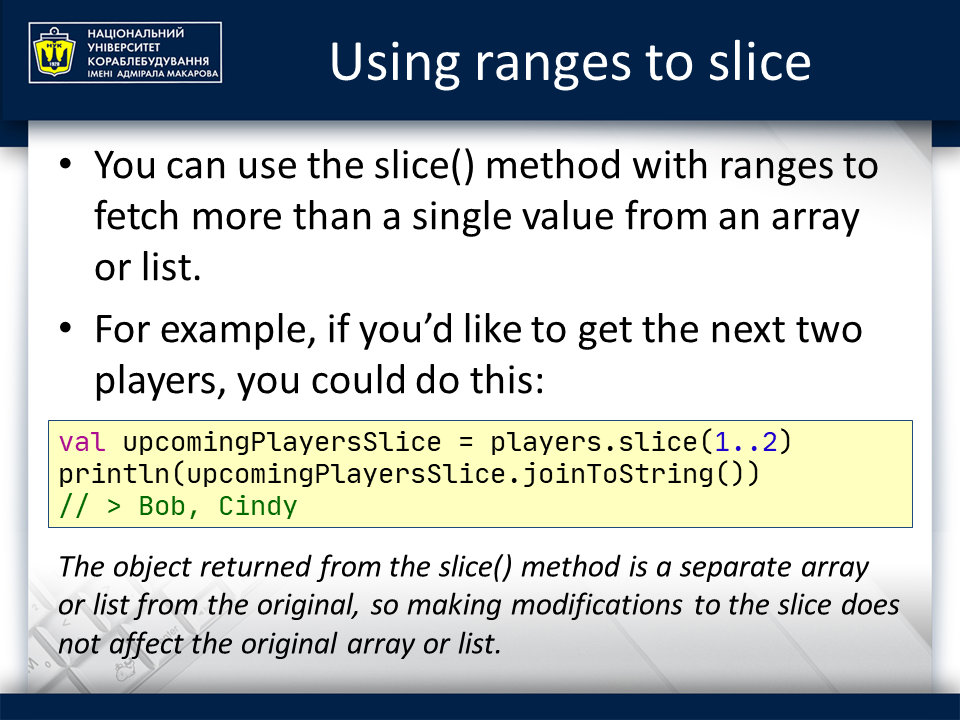 НАЦІОНАЛЬНИЙ
УНІВЕРСИТЕТ
КОРАБЛЕБУДУВАННЯ
ІМЕНІ АДМІРАЛА МАКАРОВА
НУК
1920
Using ranges to slice
• You can use the slice() method with ranges to
fetch more than a single value from an array
or list.
• For example, if you’d like to get the next two
players, you could do this:
val upcomingPlayersSlice = players.slice(1..2)
println(upcomingPlayersSlice.joinToString())
// > Bob, Cindy
The object returned from the slice() method is a separate array
or list from the original, so making modifications to the slice does
not affect the original array or list.